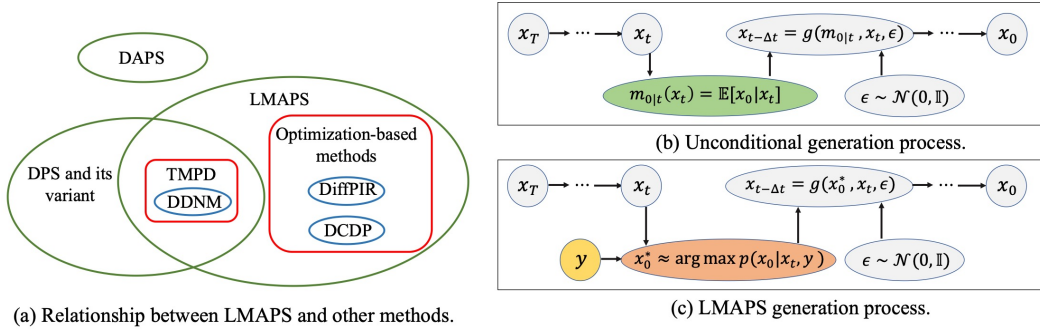 DAPS
LMAPS
Optimization-based
methods
DPS and its
variant
TMPD
DDNM
DiffPIR
DCDP
(a) Relationship between LMAPS and other methods.
x_T → ⋯ → x_t
x_{t−Δt} = g(m_{0|t}, x_t, ϵ) → ⋯ → x_0
m_{0|t}(x_t) = 𝔼[x_0|x_t]
ϵ ~ 𝒩(0, 𝕀)
(b) Unconditional generation process.
x_T → ⋯ → x_t
x_{t−Δt} = g(x_0^*, x_t, ϵ) → ⋯ → x_0
y
x_0^* ≈ arg max p(x_0|x_t, y)
ϵ ~ 𝒩(0, 𝕀)
(c) LMAPS generation process.